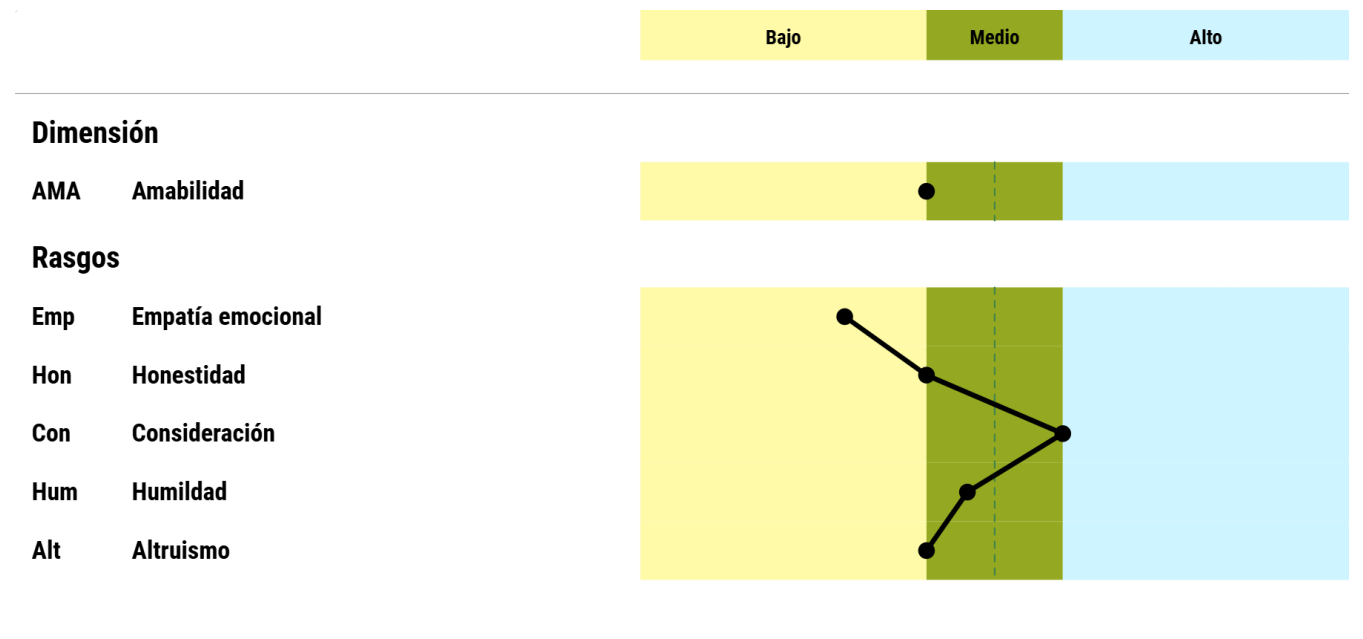 Bajo Medio Alto
Dimensión
AMA Amabilidad
Rasgos
Emp Empatía emocional
Hon Honestidad
Con Consideración
Hum Humildad
Alt Altruismo